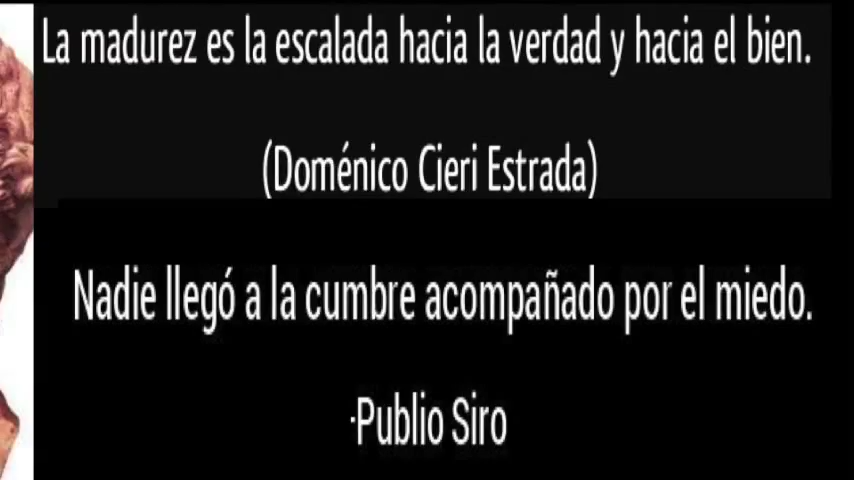 La madurez es la escalada hacia la verdad y hacia el bien.
(Doménico Cieri Estrada)
Nadie llegó a la cumbre acompañado por el miedo.
-Publio Siro